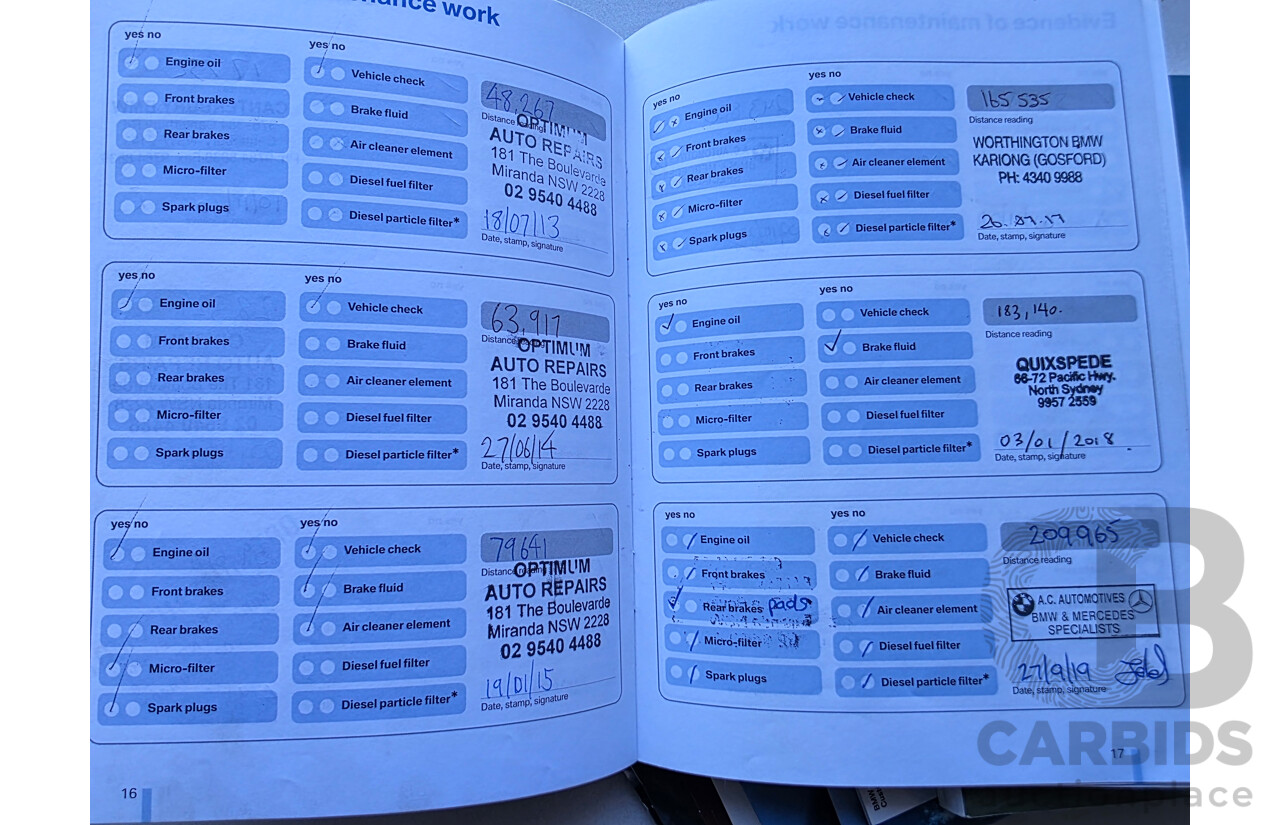 nance work
yes no
yes no
Engine oil
Vehicle check
Front brakes
Brake fluid
Rear brakes
Air cleaner element
Micro-filter
Diesel fuel filter
Spark plugs
Diesel particle filter*
48,267
Distance reading
OPTIMUM
AUTO REPAIRS
181 The Boulevarde
Miranda NSW 2228
02 9540 4488
18/07/13
Date, stamp, signature
yes no
yes no
Engine oil
Vehicle check
Front brakes
Brake fluid
Rear brakes
Air cleaner element
Micro-filter
Diesel fuel filter
Spark plugs
Diesel particle filter*
63,917
Distance reading
OPTIMUM
AUTO REPAIRS
181 The Boulevarde
Miranda NSW 2228
02 9540 4488
27/06/14
Date, stamp, signature
yes no
yes no
Engine oil
Vehicle check
Front brakes
Brake fluid
Rear brakes
Air cleaner element
Micro-filter
Diesel fuel filter
Spark plugs
Diesel particle filter*
79641
Distance reading
OPTIMUM
AUTO REPAIRS
181 The Boulevarde
Miranda NSW 2228
02 9540 4488
19/01/15
Date, stamp, signature
16
yes no
yes no
Engine oil
Vehicle check
Front brakes
Brake fluid
Rear brakes
Air cleaner element
Micro-filter
Diesel fuel filter
Spark plugs
Diesel particle filter*
165535
Distance reading
WORTHINGTON BMW
KARIONG (GOSFORD)
PH: 4340 9988
Date, stamp, signature
yes no
yes no
Engine oil
Vehicle check
Front brakes
Brake fluid
Rear brakes
Air cleaner element
Micro-filter
Diesel fuel filter
Spark plugs
Diesel particle filter*
183,140.
Distance reading
QUIXSPEDE
66-72 Pacific Hwy.
North Sydney
9957 2559
03/01/2018
Date, stamp, signature
yes no
yes no
Engine oil
Vehicle check
Front brakes
Brake fluid
Rear brakes pads
Air cleaner element
Micro-filter
Diesel fuel filter
Spark plugs
Diesel particle filter*
209965
Distance reading
A.C. AUTOMOTIVES
BMW & MERCEDES
SPECIALISTS
27/9/19
Date, stamp, signature
17
BMW
CARBIDS
place